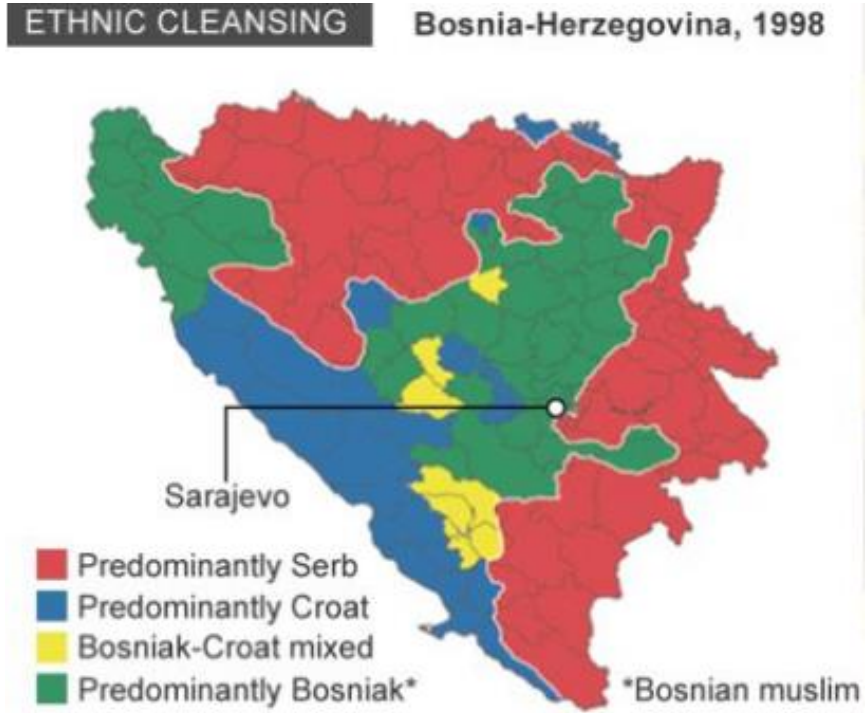 ETHNIC CLEANSING
Bosnia-Herzegovina, 1998
Sarajevo
Predominantly Serb
Predominantly Croat
Bosniak-Croat mixed
Predominantly Bosniak*
*Bosnian muslim